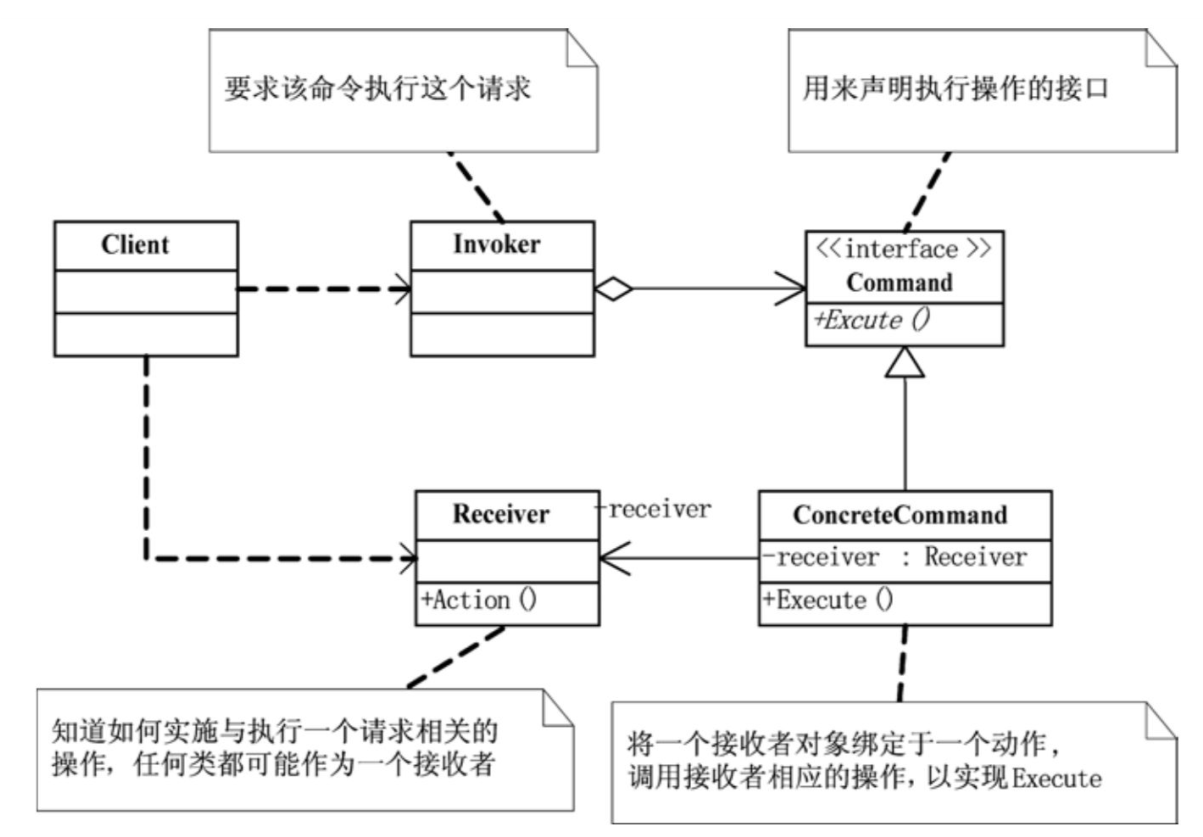 要求该命令执行这个请求
用来声明执行操作的接口
Client
Invoker
<<interface>>
Command
+Excute()
Receiver
+Action()
-receiver
ConcreteCommand
-receiver : Receiver
+Execute()
知道如何实施与执行一个请求相关的
操作，任何类都可能作为一个接收者
将一个接收者对象绑定于一个动作，
调用接收者相应的操作，以实现Execute